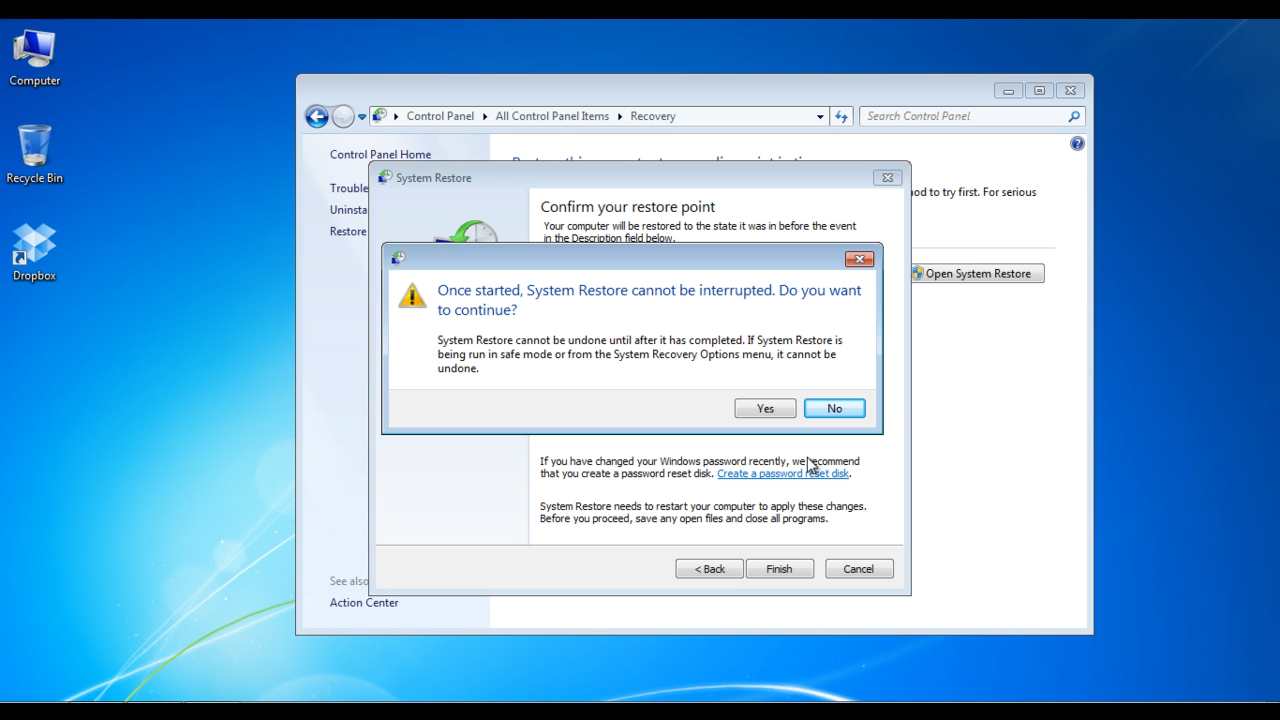 Computer
Recycle Bin
Dropbox
Control Panel
All Control Panel Items
Recovery
Search Control Panel
Control Panel Home
Trouble
Uninsta
Restore
od to try first. For serious
Open System Restore
System Restore
Confirm your restore point
Your computer will be restored to the state it was in before the event
in the Description field below.
Once started, System Restore cannot be interrupted. Do you want
to continue?
System Restore cannot be undone until after it has completed. If System Restore is
being run in safe mode or from the System Recovery Options menu, it cannot be
undone.
Yes
No
If you have changed your Windows password recently, we recommend
that you create a password reset disk. Create a password reset disk.
System Restore needs to restart your computer to apply these changes.
Before you proceed, save any open files and close all programs.
< Back
Finish
Cancel
See also
Action Center